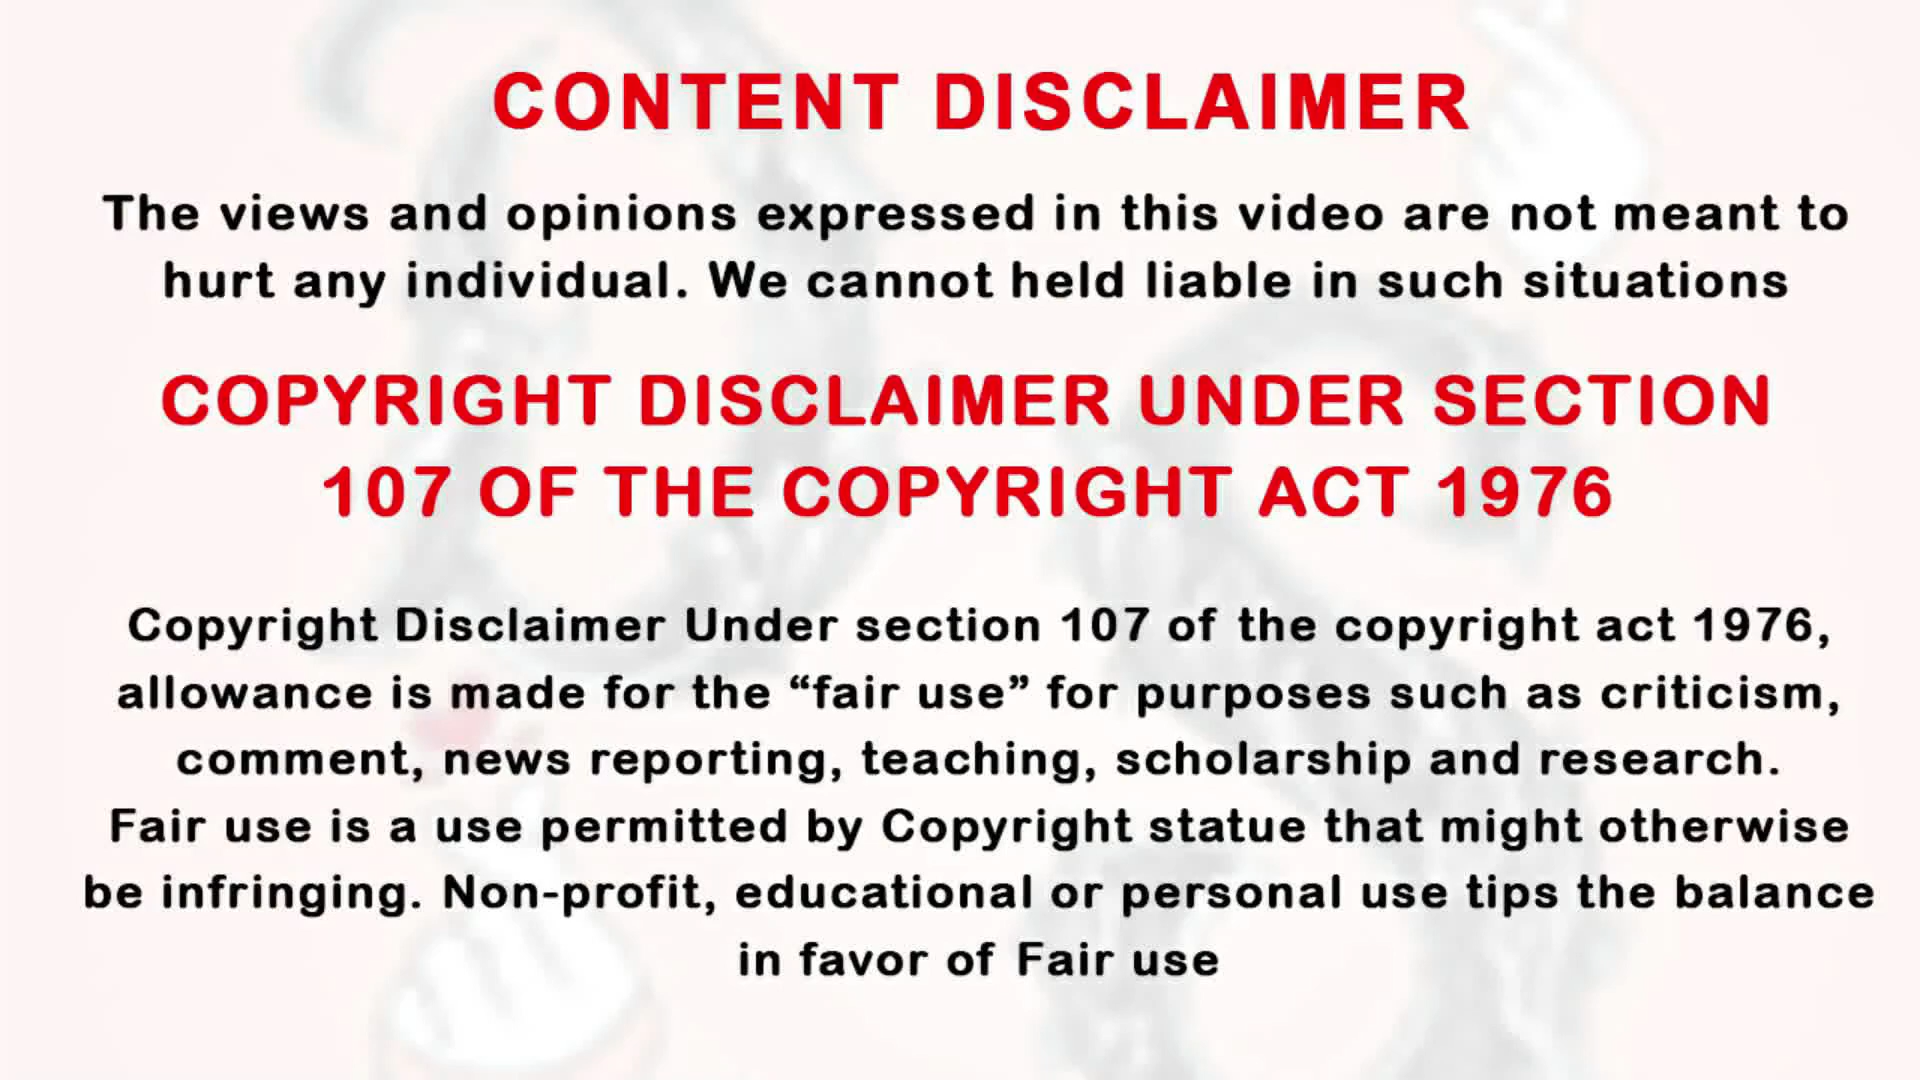 CONTENT DISCLAIMER
The views and opinions expressed in this video are not meant to
hurt any individual. We cannot held liable in such situations
COPYRIGHT DISCLAIMER UNDER SECTION
107 OF THE COPYRIGHT ACT 1976
Copyright Disclaimer Under section 107 of the copyright act 1976,
allowance is made for the “fair use” for purposes such as criticism,
comment, news reporting, teaching, scholarship and research.
Fair use is a use permitted by Copyright statue that might otherwise
be infringing. Non-profit, educational or personal use tips the balance
in favor of Fair use